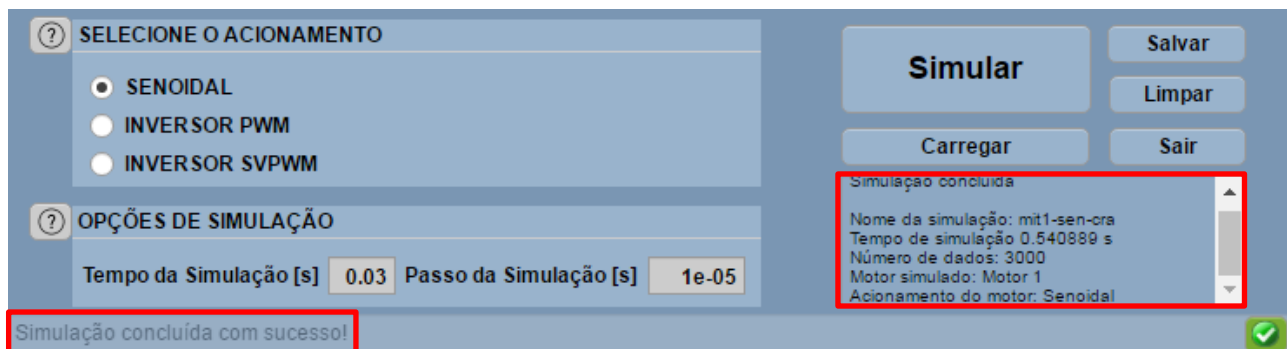 ? SELECIONE O ACIONAMENTO
SENOIDAL
INVERSOR PWM
INVERSOR SVPWM
? OPÇÕES DE SIMULAÇÃO
Tempo da Simulação [s] 0.03 Passo da Simulação [s] 1e-05
Simular
Salvar
Limpar
Carregar
Sair
Simulação concluída
Nome da simulação: mit1-sen-cra
Tempo de simulação 0.540889 s
Número de dados: 3000
Motor simulado: Motor 1
Acionamento do motor: Senoidal
Simulação concluída com sucesso!